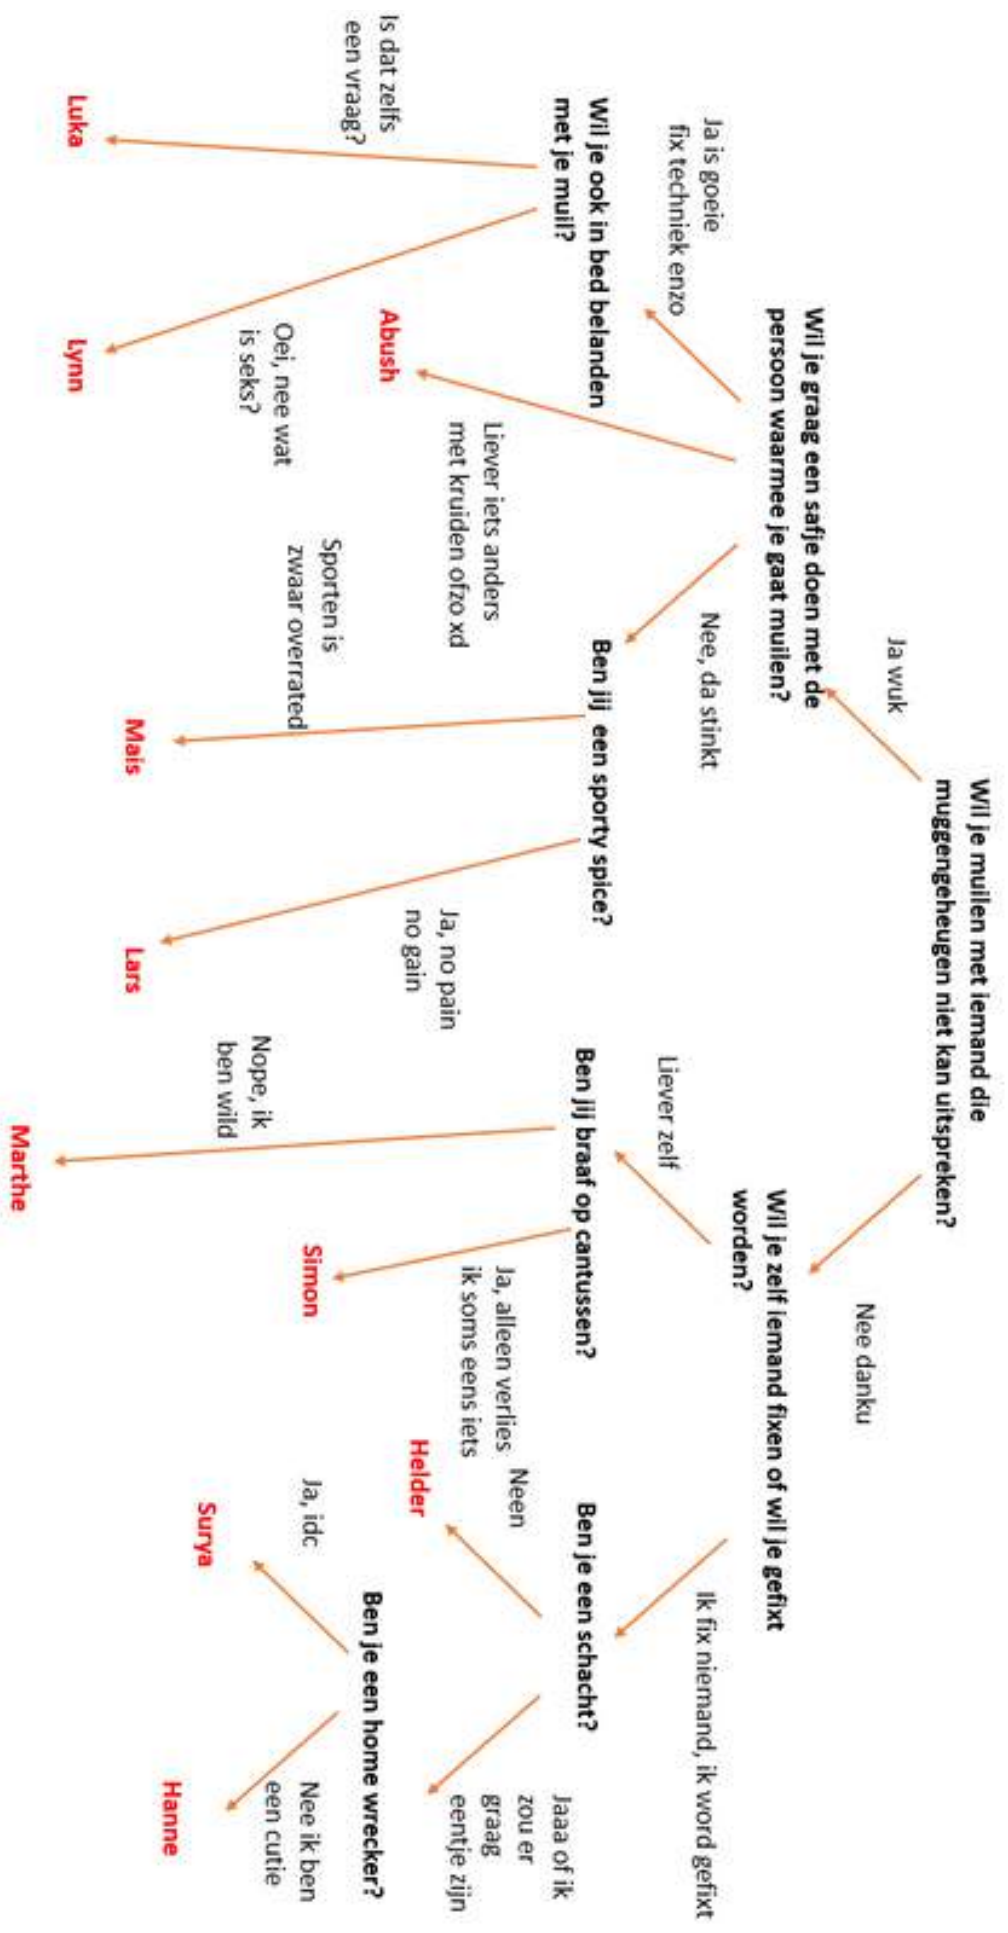 Wil je muilen met iemand die
muggengeheugen niet kan uitspreken?
Ja wuk
Nee danku
Wil je graag een safje doen met de
persoon waarmee je gaat muilen?
Wil je zelf iemand fixen of wil je gefixt
worden?
Ja is goeie
fix techniek enzo
Nee, da stinkt
Liever zelf
Ik fix niemand, ik word gefixt
Wil je ook in bed belanden
met je muil?
Liever iets anders
met kruiden ofzo xd
Abush
Ben jij een sporty spice?
Ben jij braaf op cantussen?
Ben je een schacht?
Is dat zelfs
een vraag?
Oei, nee wat
is seks?
Sporten is
zwaar overrated
Ja, no pain
no gain
Nope, ik
ben wild
Ja, alleen verlies
ik soms eens iets
Neen
Jaaa of ik
zou er
graag
eentje zijn
Helder
Ben je een home wrecker?
Simon
Ja, idc
Nee ik ben
een cutie
Luka
Lynn
Mais
Lars
Marthe
Surya
Hanne